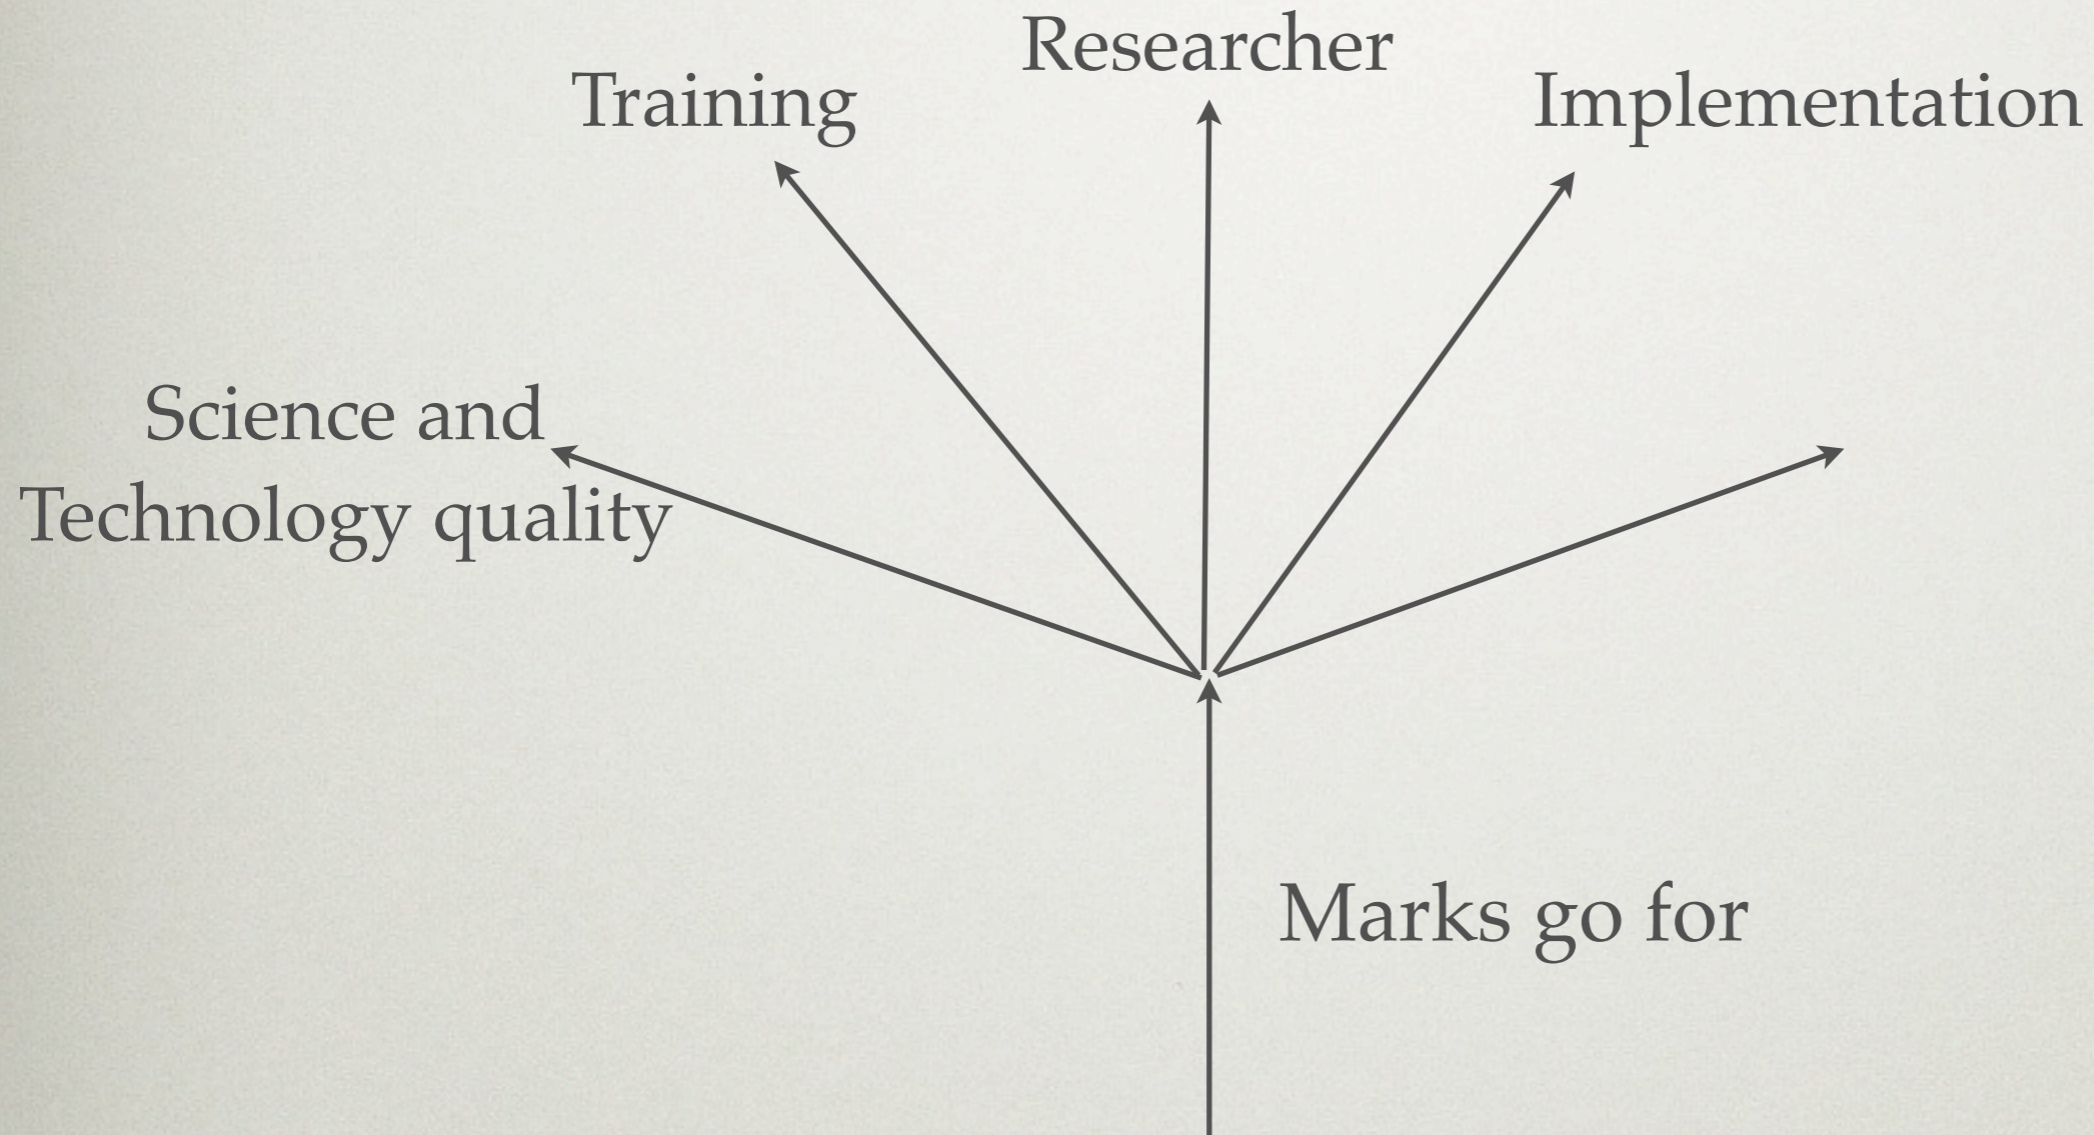 Researcher
Training
Implementation
Science and
Technology quality
Marks go for